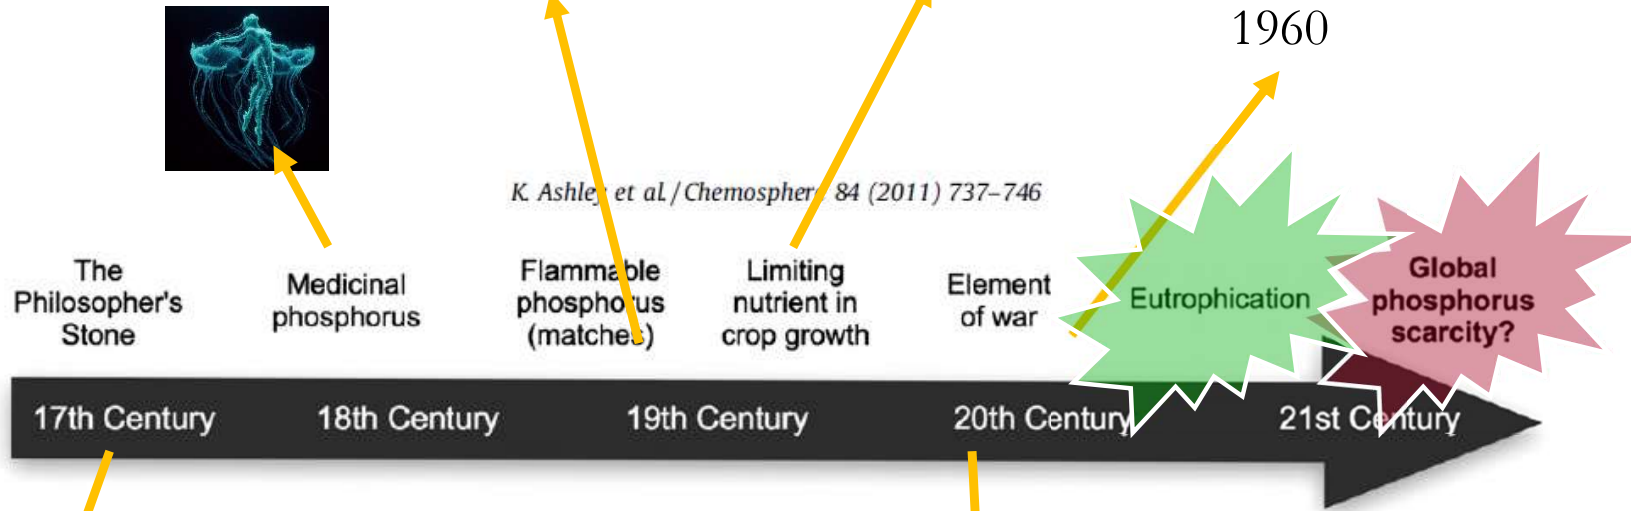 1960
K. Ashley et al. / Chemosphere 84 (2011) 737–746
The
Philosopher's
Stone
Medicinal
phosphorus
Flammable
phosphorus
(matches)
Limiting
nutrient in
crop growth
Element
of war
Eutrophication
Global
phosphorus
scarcity?
17th Century
18th Century
19th Century
20th Century
21st Century